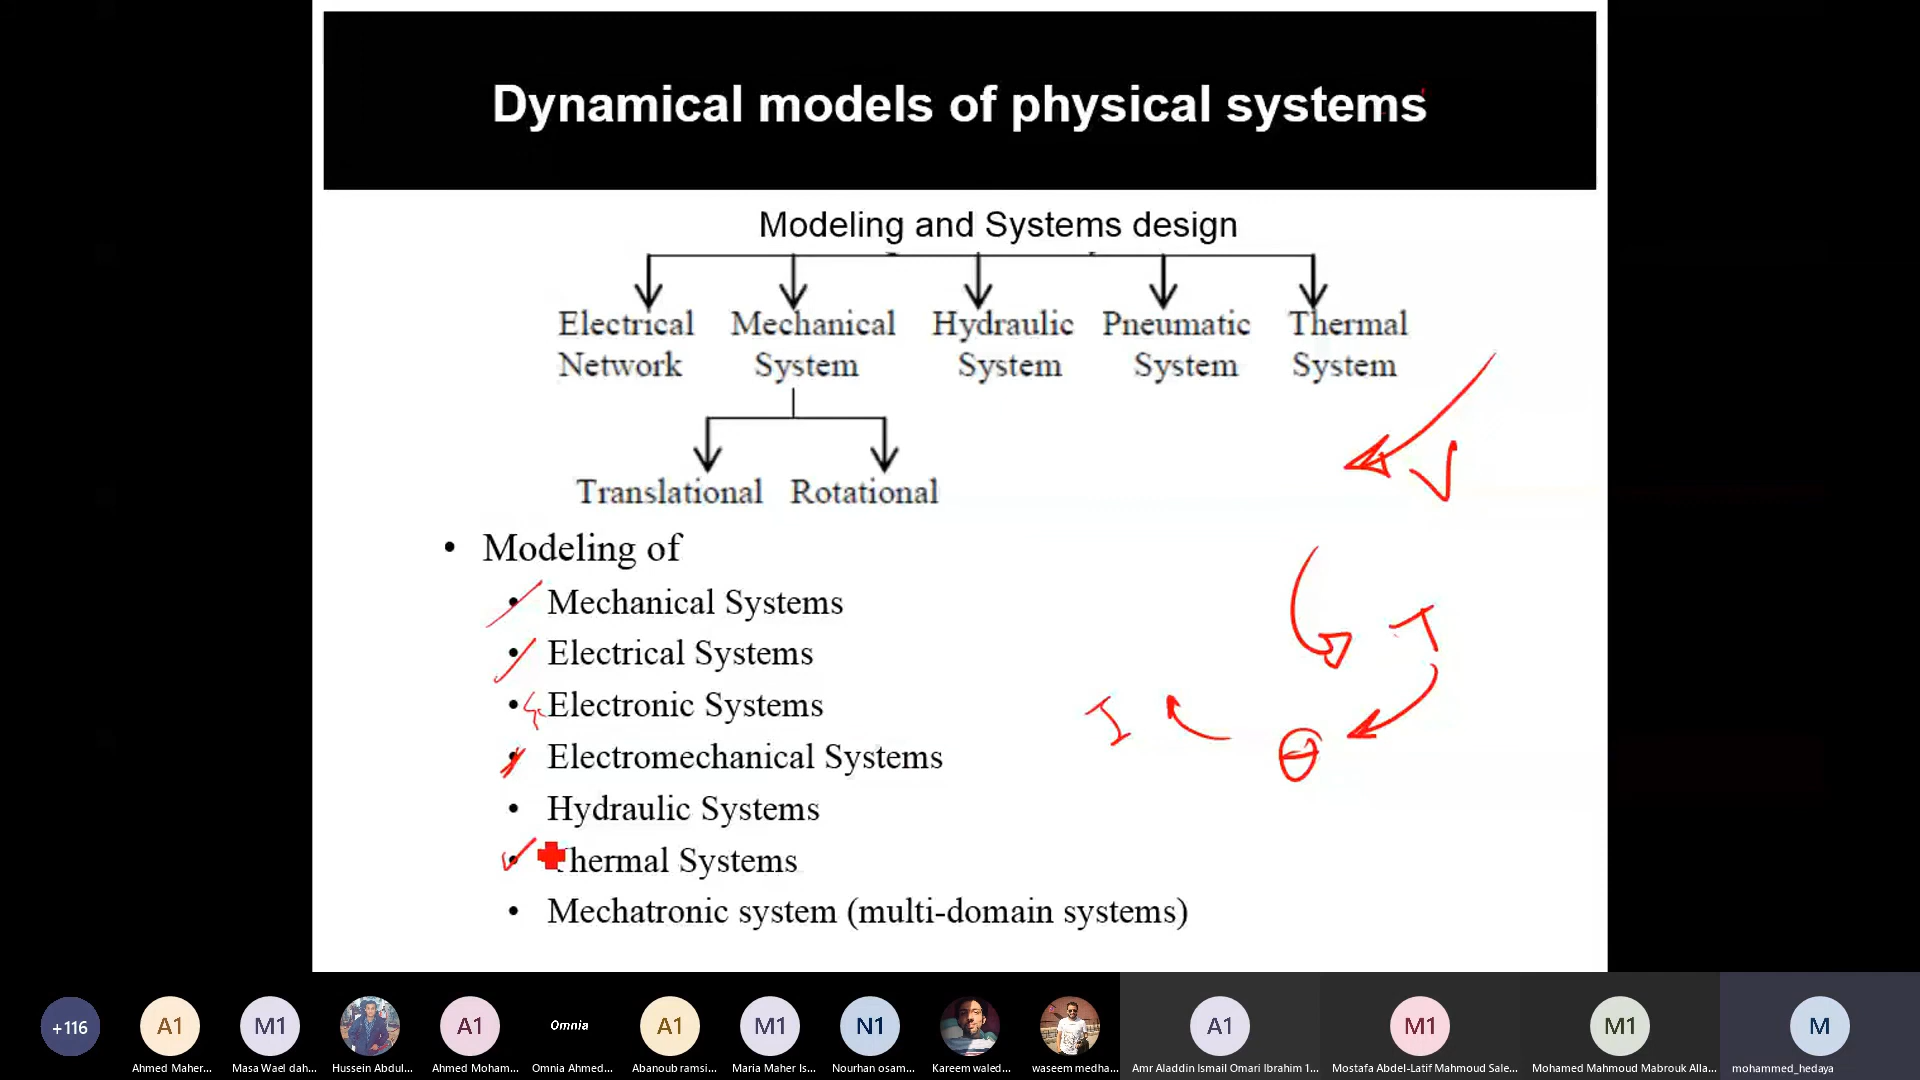 Dynamical models of physical systems
Modeling and Systems design
Electrical Network
Mechanical System
Hydraulic System
Pneumatic System
Thermal System
Translational
Rotational
• Modeling of
• Mechanical Systems
• Electrical Systems
• Electronic Systems
• Electromechanical Systems
• Hydraulic Systems
• Thermal Systems
• Mechatronic system (multi-domain systems)
V
T
θ
I
+116
A1
M1
A1
Omnia
A1
M1
N1
A1
M1
M1
M
Ahmed Maher...
Masa Wael dah...
Hussein Abdul...
Ahmed Moham...
Omnia Ahmed...
Abanoub ramsi...
Maria Maher Is...
Nourhan osam...
Kareem waled...
waseem medha...
Amr Aladdin Ismail Omari Ibrahim 1...
Mostafa Abdel-Latif Mahmoud Sale...
Mohamed Mahmoud Mabrouk Alla...
mohammed_hedaya